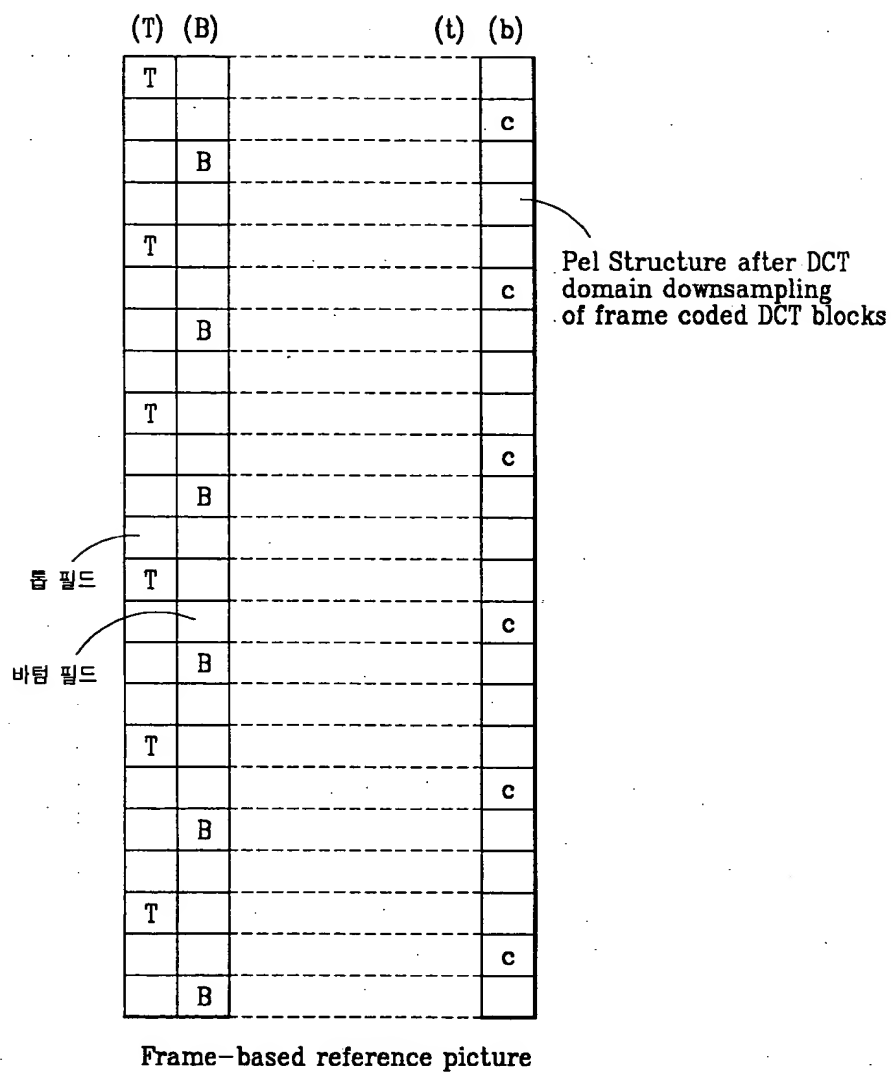 (T) (B) (t) (b)
T
c
B
T
c
B
T
c
B
T
c
B
T
c
B
T
c
B
Pel Structure after DCT
domain downsampling
of frame coded DCT blocks
톱 필드
바텀 필드
Frame-based reference picture